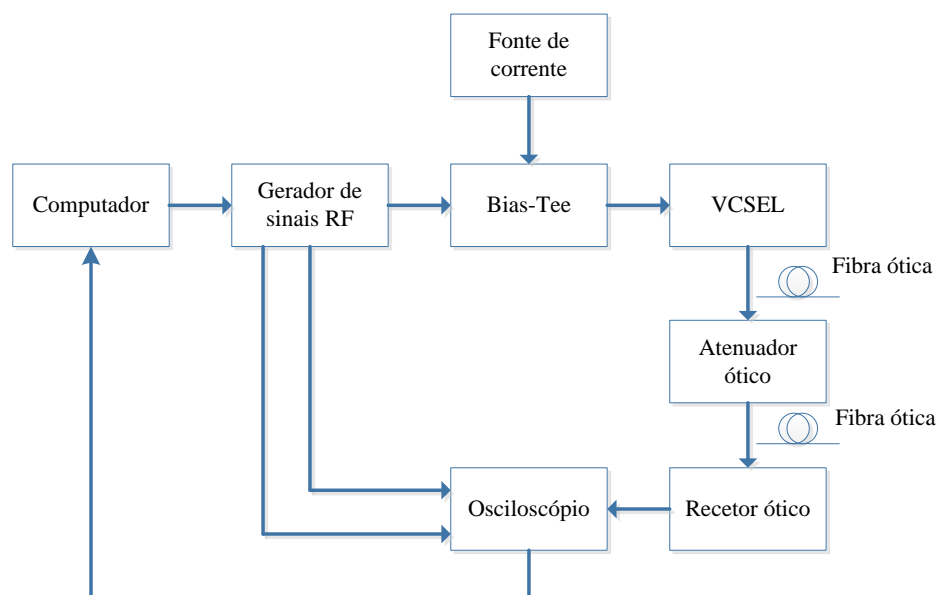 Fonte de
corrente
Computador
Gerador de
sinais RF
Bias-Tee
VCSEL
Fibra ótica
Atenuador
ótico
Fibra ótica
Osciloscópio
Recetor ótico